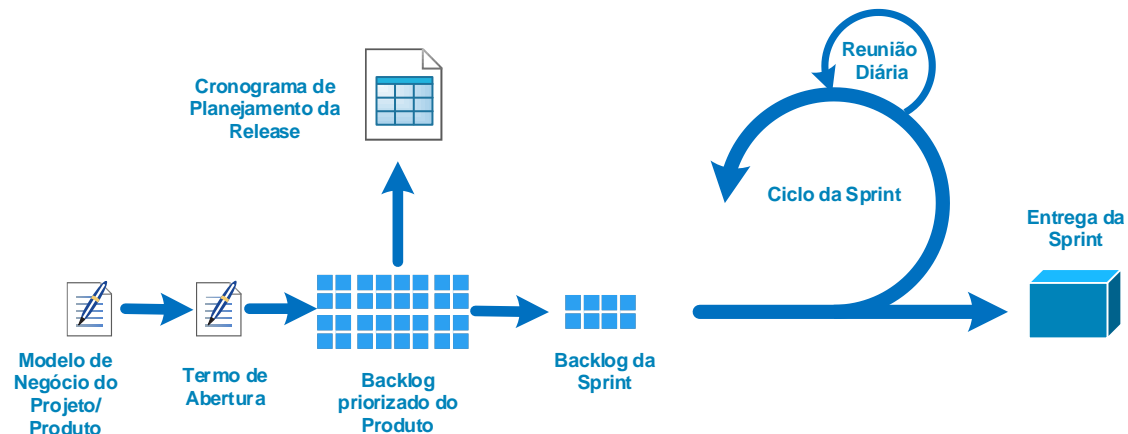 Cronograma de
Planejamento da
Release
Reunião
Diária
Ciclo da Sprint
Entrega da
Sprint
Modelo de
Negócio do
Projeto/
Produto
Termo de
Abertura
Backlog
priorizado do
Produto
Backlog da
Sprint